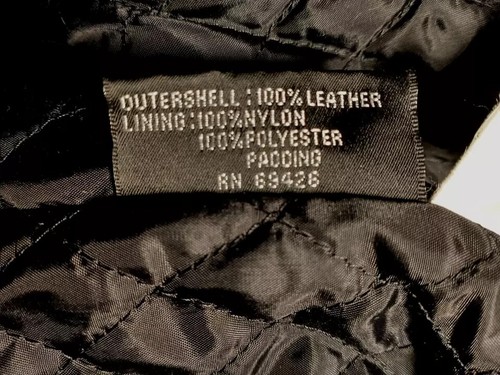 OUTERSHELL:100% LEATHER
LINING:100% NYLON
100% POLYESTER
PADDING
RN 69426